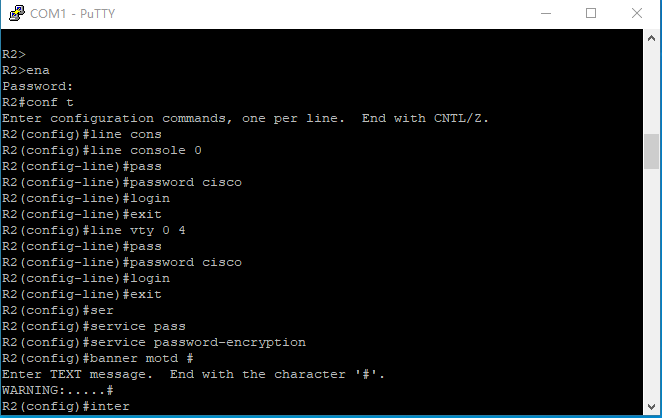 COM1 - PuTTY
R2>
R2>ena
Password:
R2#conf t
Enter configuration commands, one per line.  End with CNTL/Z.
R2(config)#line cons
R2(config)#line console 0
R2(config-line)#pass
R2(config-line)#password cisco
R2(config-line)#login
R2(config-line)#exit
R2(config)#line vty 0 4
R2(config-line)#pass
R2(config-line)#password cisco
R2(config-line)#login
R2(config-line)#exit
R2(config)#ser
R2(config)#service pass
R2(config)#service password-encryption
R2(config)#banner motd #
Enter TEXT message.  End with the character '#'.
WARNING:.....#
R2(config)#inter